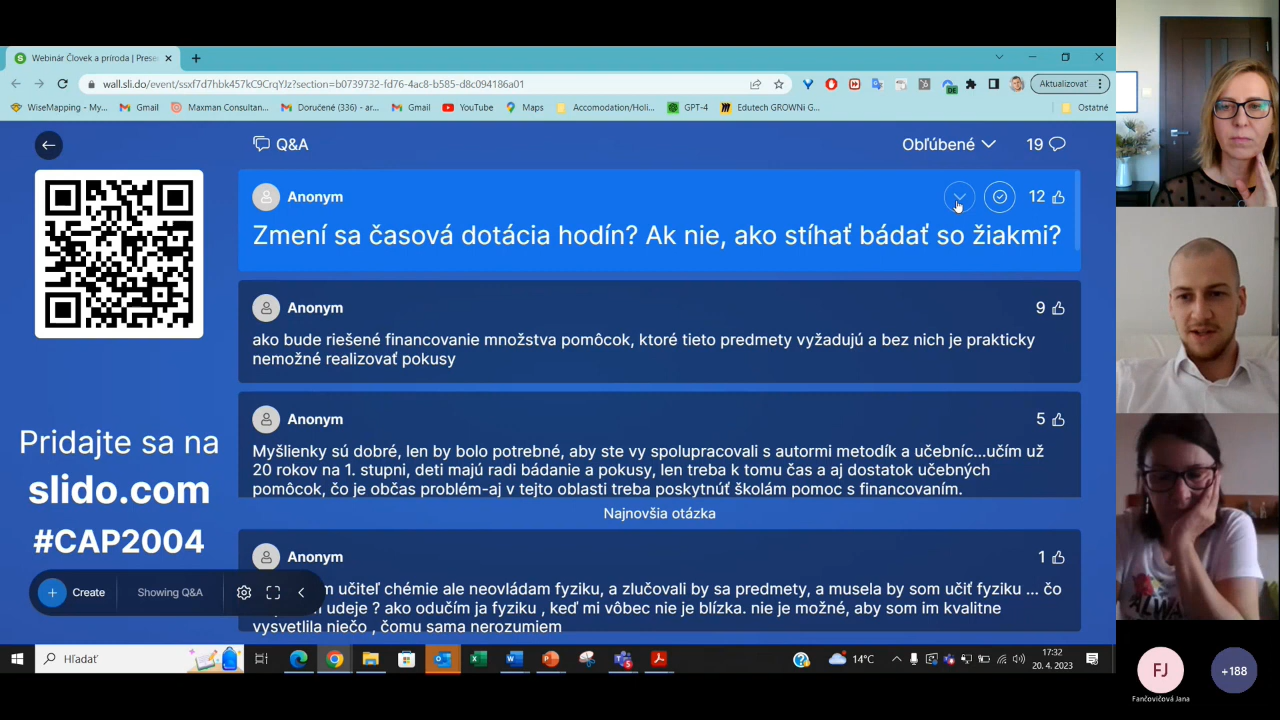 Webinár Človek a príroda | Prese
wall.sli.do/event/ssxf7d7hbk457kC9CrqYJz?section=b0739732-fd76-4ac8-b585-d8c094186a01
Aktualizovať
WiseMapping - My...
Gmail
Maxman Consultan...
Doručené (336) - ar...
Gmail
YouTube
Maps
Accomodation/Holi...
GPT-4
Edutech GROWNi G...
Ostatné
Q&A
Obľúbené
19
Anonym
12
Zmení sa časová dotácia hodín? Ak nie, ako stíhať bádať so žiakmi?
Anonym
9
ako bude riešené financovanie množstva pomôcok, ktoré tieto predmety vyžadujú a bez nich je prakticky
nemožné realizovať pokusy
Anonym
5
Myšlienky sú dobré, len by bolo potrebné, aby ste vy spolupracovali s autormi metodík a učebníc...učím už
20 rokov na 1. stupni, deti majú radi bádanie a pokusy, len treba k tomu čas a aj dostatok učebných
pomôcok, čo je občas problém-aj v tejto oblasti treba poskytnúť školám pomoc s financovaním.
Najnovšia otázka
Anonym
1
m učiteľ chémie ale neovládam fyziku, a zlučovali by sa predmety, a musela by som učiť fyziku ... čo
udeje ? ako odučím ja fyziku , keď mi vôbec nie je blízka. nie je možné, aby som im kvalitne
vysvetlila niečo , čomu sama nerozumiem
Pridajte sa na
slido.com
#CAP2004
Create
Showing Q&A
Hľadať
14°C
17:32
20. 4. 2023
FJ
Fančovičová Jana
+188